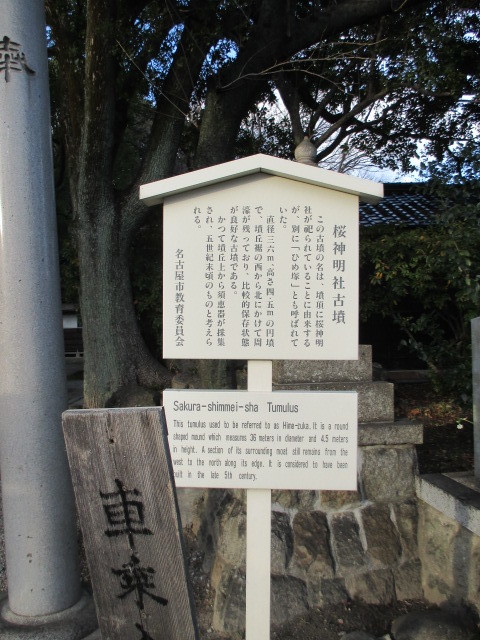 奉
桜神明社古墳
この古墳の名は、墳頂に桜神明
社が祀られていることに由来する
が、別に「ひめ塚」とも呼ばれて
いた。
直径三六m・高さ四・五mの円墳
で、墳丘裾の西から北にかけて周
濠が残っており、比較的保存状態
が良好な古墳である。
かつて墳丘上から須恵器が採集
され、五世紀末頃のものと考えら
れる。
名古屋市教育委員会
Sakura-shimmei-sha Tumulus
This tumulus used to be referred to as Hime-zuka. It is a round
shaped mound which measures 36 meters in diameter and 4.5 meters
in height. A section of its surrounding moat still remains from the
west to the north along its edge. It is considered to have been
built in the late 5th century.
車乗